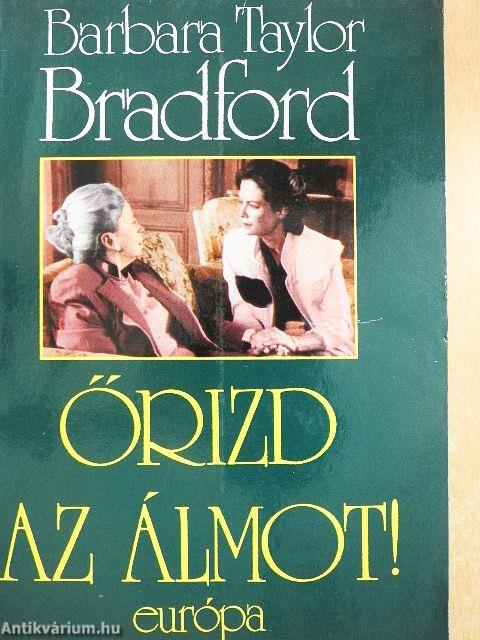 Barbara Taylor
Bradford
ŐRIZD
AZ ÁLMOT!
európa
Antikvárium.hu